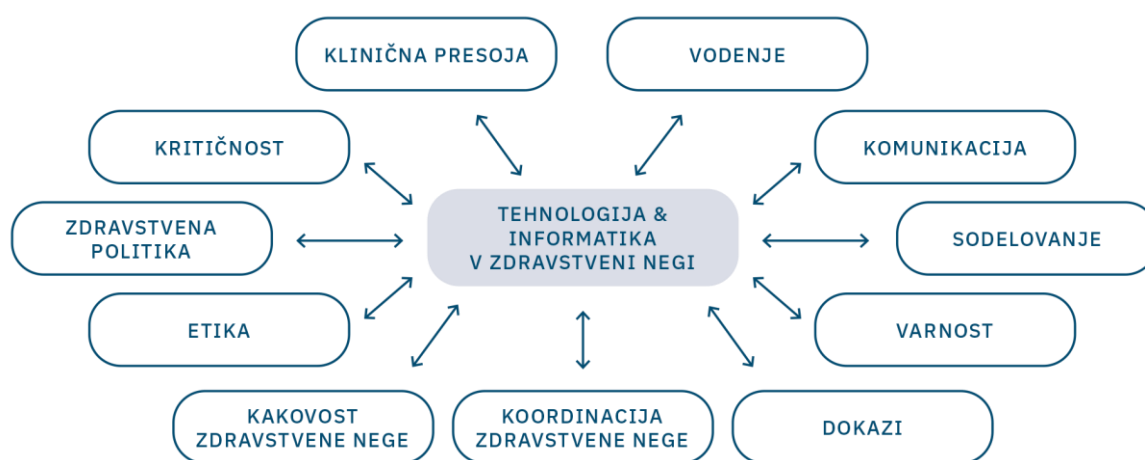 KLINIČNA PRESOJA
VODENJE
KRITIČNOST
KOMUNIKACIJA
ZDRAVSTVENA
POLITIKA
TEHNOLOGIJA &
INFORMATIKA
V ZDRAVSTVENI NEGI
SODELOVANJE
ETIKA
VARNOST
KAKOVOST
ZDRAVSTVENE NEGE
KOORDINACIJA
ZDRAVSTVENE NEGE
DOKAZI